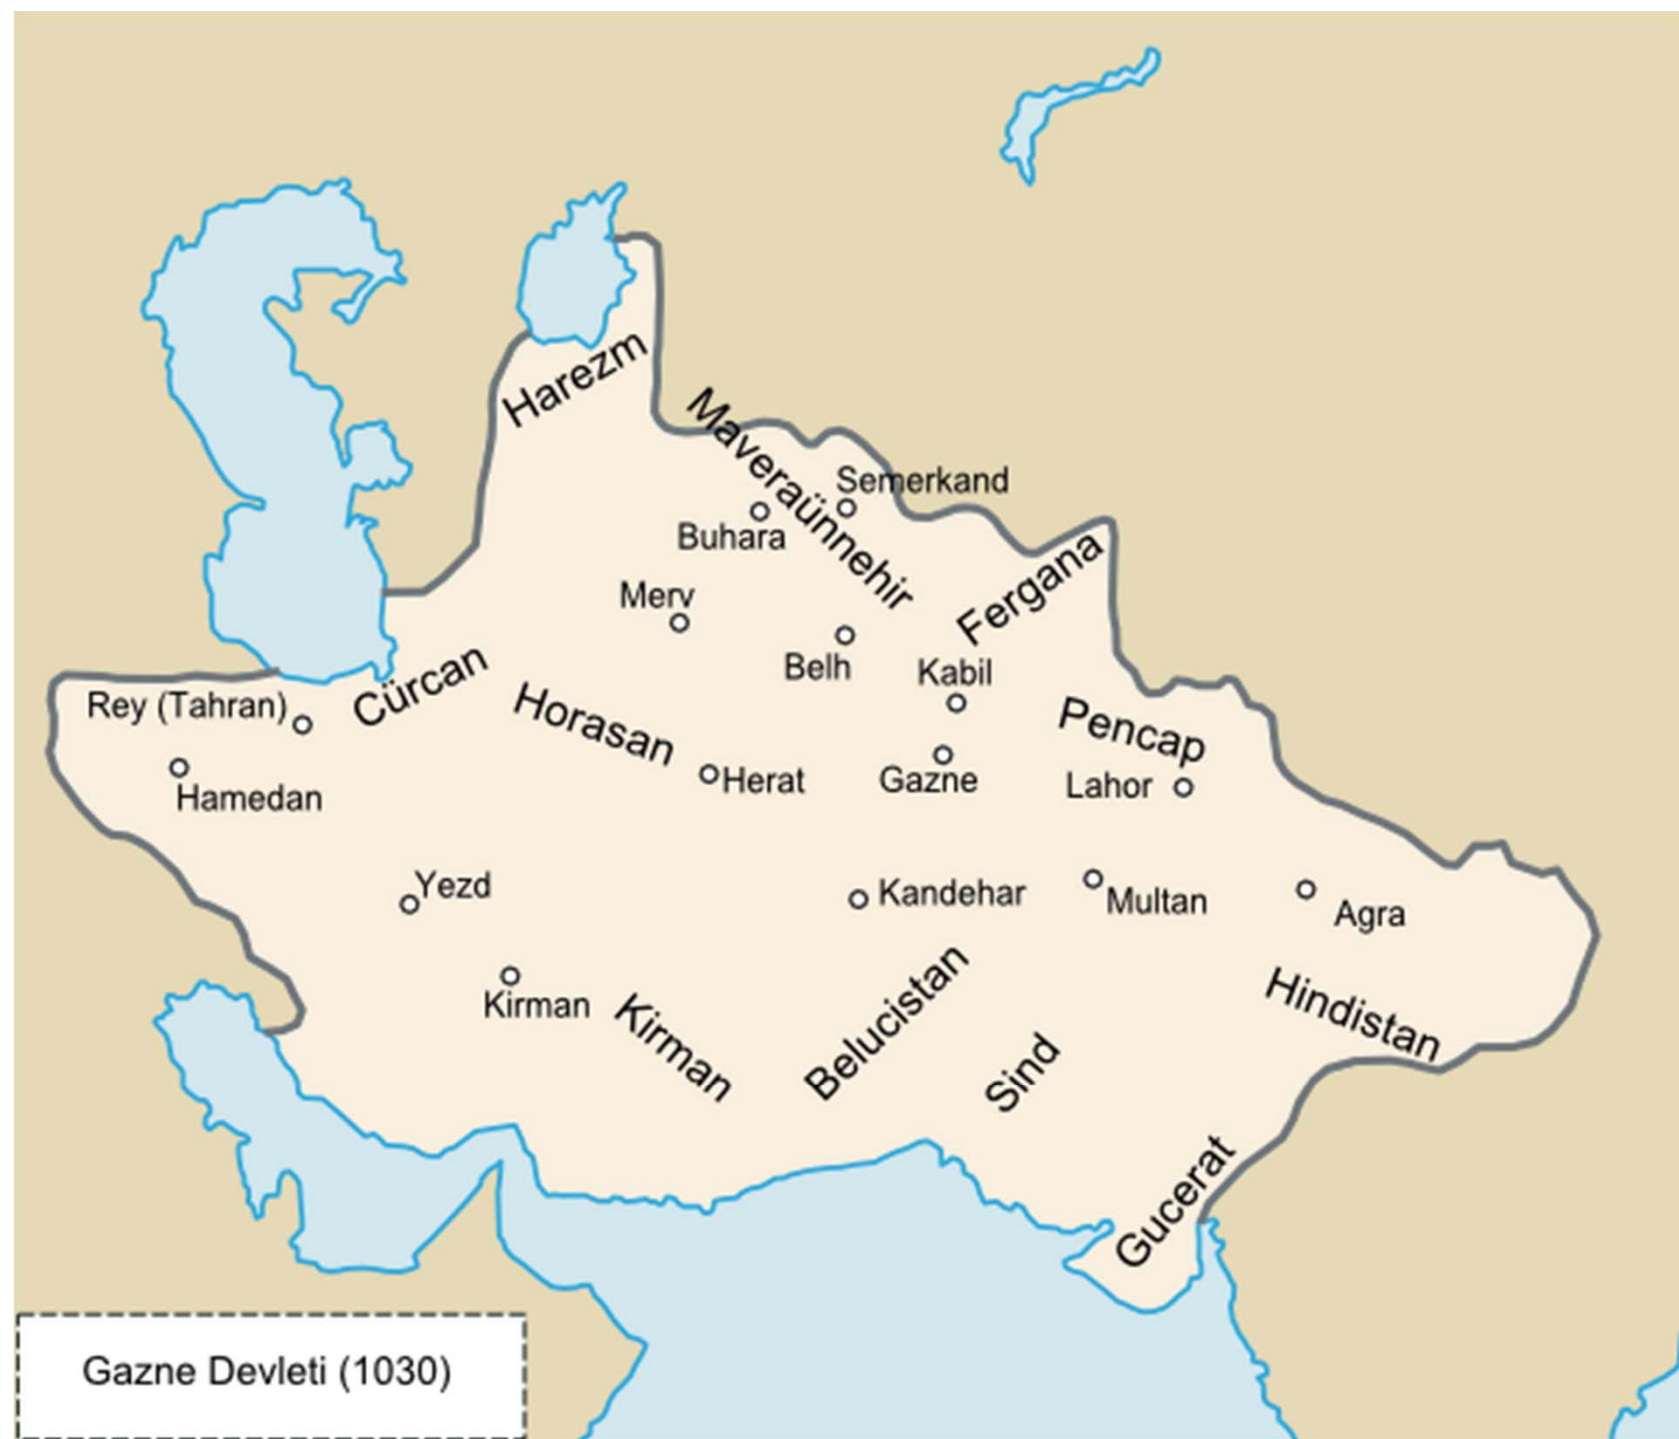 Harezm
Maveraünnehir
Semerkand
Buhara
Fergana
Merv
Belh
Kabil
Cürcan
Rey (Tahran)
Horasan
Pencap
Hamedan
Herat
Gazne
Lahor
Yezd
Kandehar
Multan
Agra
Kirman
Kirman
Belucistan
Sind
Hindistan
Gucerat
Gazne Devleti (1030)